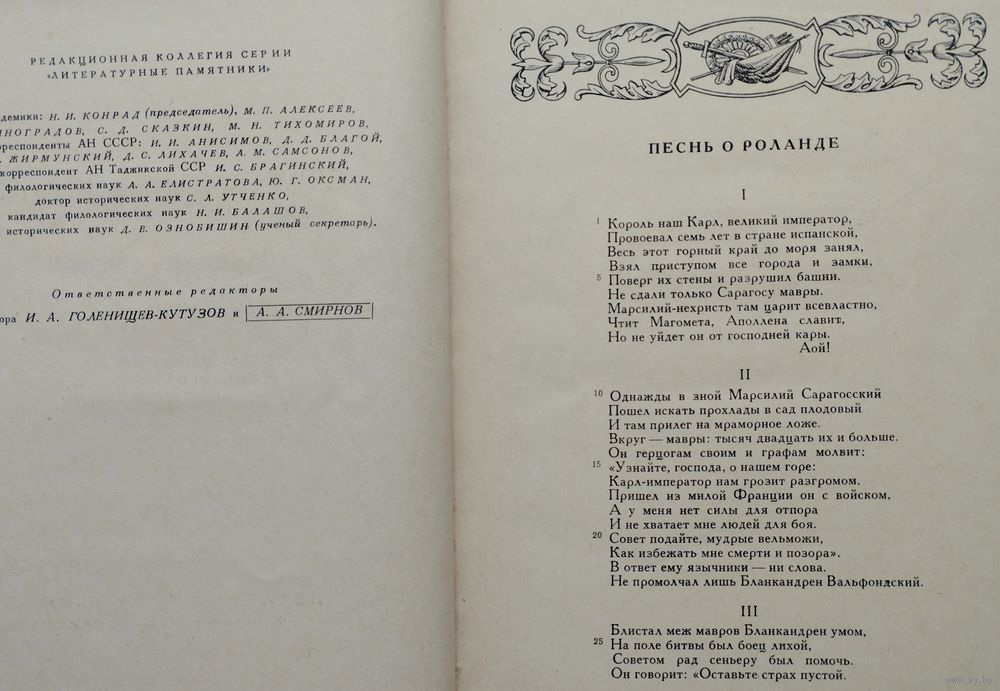 РЕДАКЦИОННАЯ КОЛЛЕГИЯ СЕРИИ
«ЛИТЕРАТУРНЫЕ ПАМЯТНИКИ»
Н. И. КОНРАД (председатель), М. П. АЛЕКСЕЕВ,
С. Д. СКАЗКИН, М. Н. ТИХОМИРОВ,
АН СССР: И. И. АНИСИМОВ, Д. Д. БЛАГОЙ,
ЖИРМУНСКИЙ, Д. С. ЛИХАЧЕВ, А. М. САМСОНОВ,
корреспондент АН Таджикской ССР И. С. БРАГИНСКИЙ,
филологических наук А. А. ЕЛИСТРАТОВА, Ю. Г. ОКСМАН,
доктор исторических наук С. Л. УТЧЕНКО,
кандидат филологических наук Н. И. БАЛАШОВ,
исторических наук Д. В. ОЗНОБИШИН (ученый секретарь).
Ответственные редакторы
И. А. ГОЛЕНИЩЕВ-КУТУЗОВ и А. А. СМИРНОВ
ПЕСНЬ О РОЛАНДЕ
I
1 Король наш Карл, великий император,
Провоевал семь лет в стране испанской,
Весь этот горный край до моря занял,
Взял приступом все города и замки,
5 Поверг их стены и разрушил башни.
Не сдали только Сарагосу мавры.
Марсилий-нехристь там царит всевластно,
Чтит Магомета, Аполлена славит,
Но не уйдет он от господней кары.
Аой!
II
10 Однажды в зной Марсилий Сарагосский
Пошел искать прохлады в сад плодовый
И там прилег на мраморное ложе.
Вкруг — мавры: тысяч двадцать их и больше.
Он герцогам своим и графам молвит:
15 «Узнайте, господа, о нашем горе:
Карл-император нам грозит разгромом.
Пришел из милой Франции он с войском,
А у меня нет силы для отпора
И не хватает мне людей для боя.
20 Совет подайте, мудрые вельможи,
Как избежать мне смерти и позора».
В ответ ему язычники — ни слова.
Не промолчал лишь Бланкандрен Вальфондский.
III
Блистал меж мавров Бланкандрен умом,
25 На поле битвы был боец лихой,
Советом рад сеньеру был помочь.
Он говорит: «Оставьте страх пустой.
www.ay.by